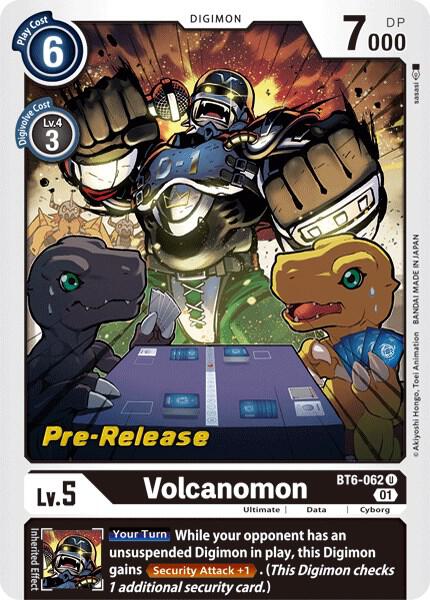 Play Cost
6
DIGIMON
7000
DP
Digivolve Cost
Lv.4
3
D-1
sasasi
© Akiyoshi Hongo, Toei Animation BANDAI MADE IN JAPAN
Pre-Release
Lv.5
Volcanomon
BT6-062 U
01
Ultimate Data Cyborg
Inherited Effect
Your Turn While your opponent has an
unsuspended Digimon in play, this Digimon
gains Security Attack +1 . (This Digimon checks
1 additional security card.)